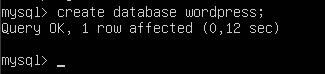 mysql> create database wordpress;
Query OK, 1 row affected (0,12 sec)
mysql> _